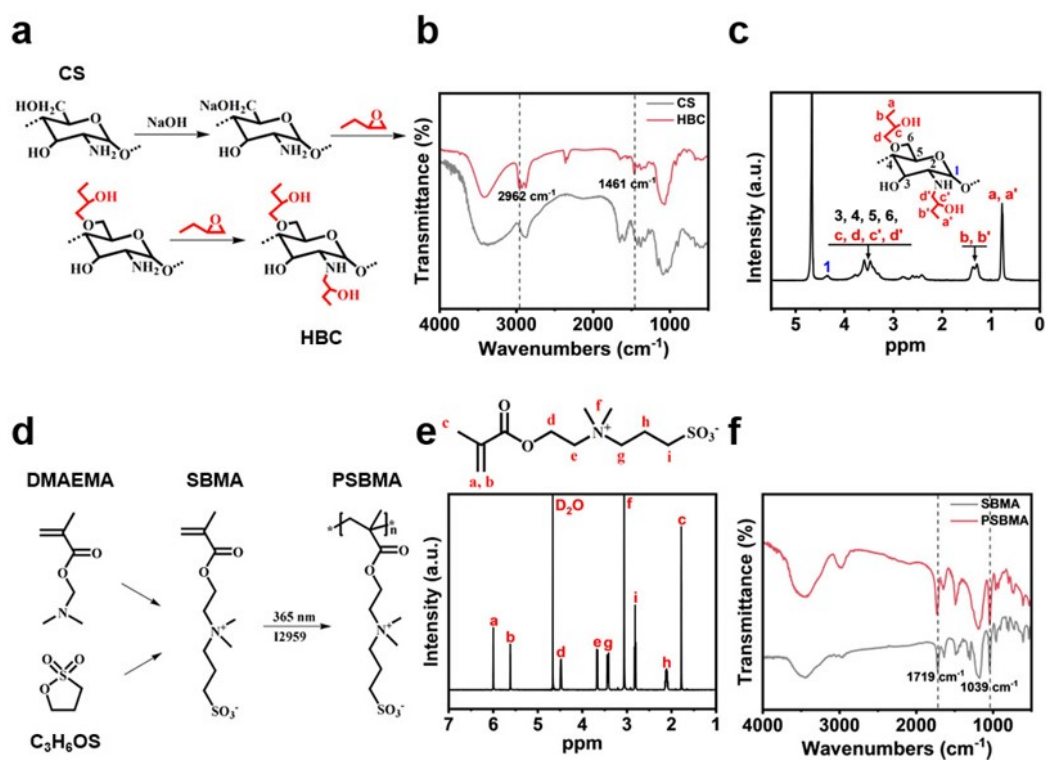 a
CS
HOH₂C
O
HO
NH₂
O
NaOH
NaOH₂C
O
HO
NH₂
O
O
OH
O
O
HO
NH₂
O
O
OH
O
O
HO
NH
O
OH
HBC
b
CS
HBC
2962 cm⁻¹
1461 cm⁻¹
Transmittance (%)
4000 3000 2000 1000
Wavenumbers (cm⁻¹)
c
a
b OH
d c
O 6
4 5 O
HO 3 2 1
NH O
d' c'
b' OH
a'
3, 4, 5, 6,
c, d, c', d'
a, a'
b, b'
1
Intensity (a.u.)
5 4 3 2 1 0
ppm
d
DMAEMA
SBMA
PSBMA
O
O
N
O O
S
O
C₃H₆OS
O
O
N⁺
SO₃⁻
365 nm
I2959
* * n
O
O
N⁺
SO₃⁻
e
c
O
d
f
h
O
N⁺
SO₃⁻
e
g
i
a, b
D₂O
f
c
i
a
b
d
e
g
h
Intensity (a.u.)
7 6 5 4 3 2 1
ppm
f
SBMA
PSBMA
1719 cm⁻¹
1039 cm⁻¹
Transmittance (%)
4000 3000 2000 1000
Wavenumbers (cm⁻¹)